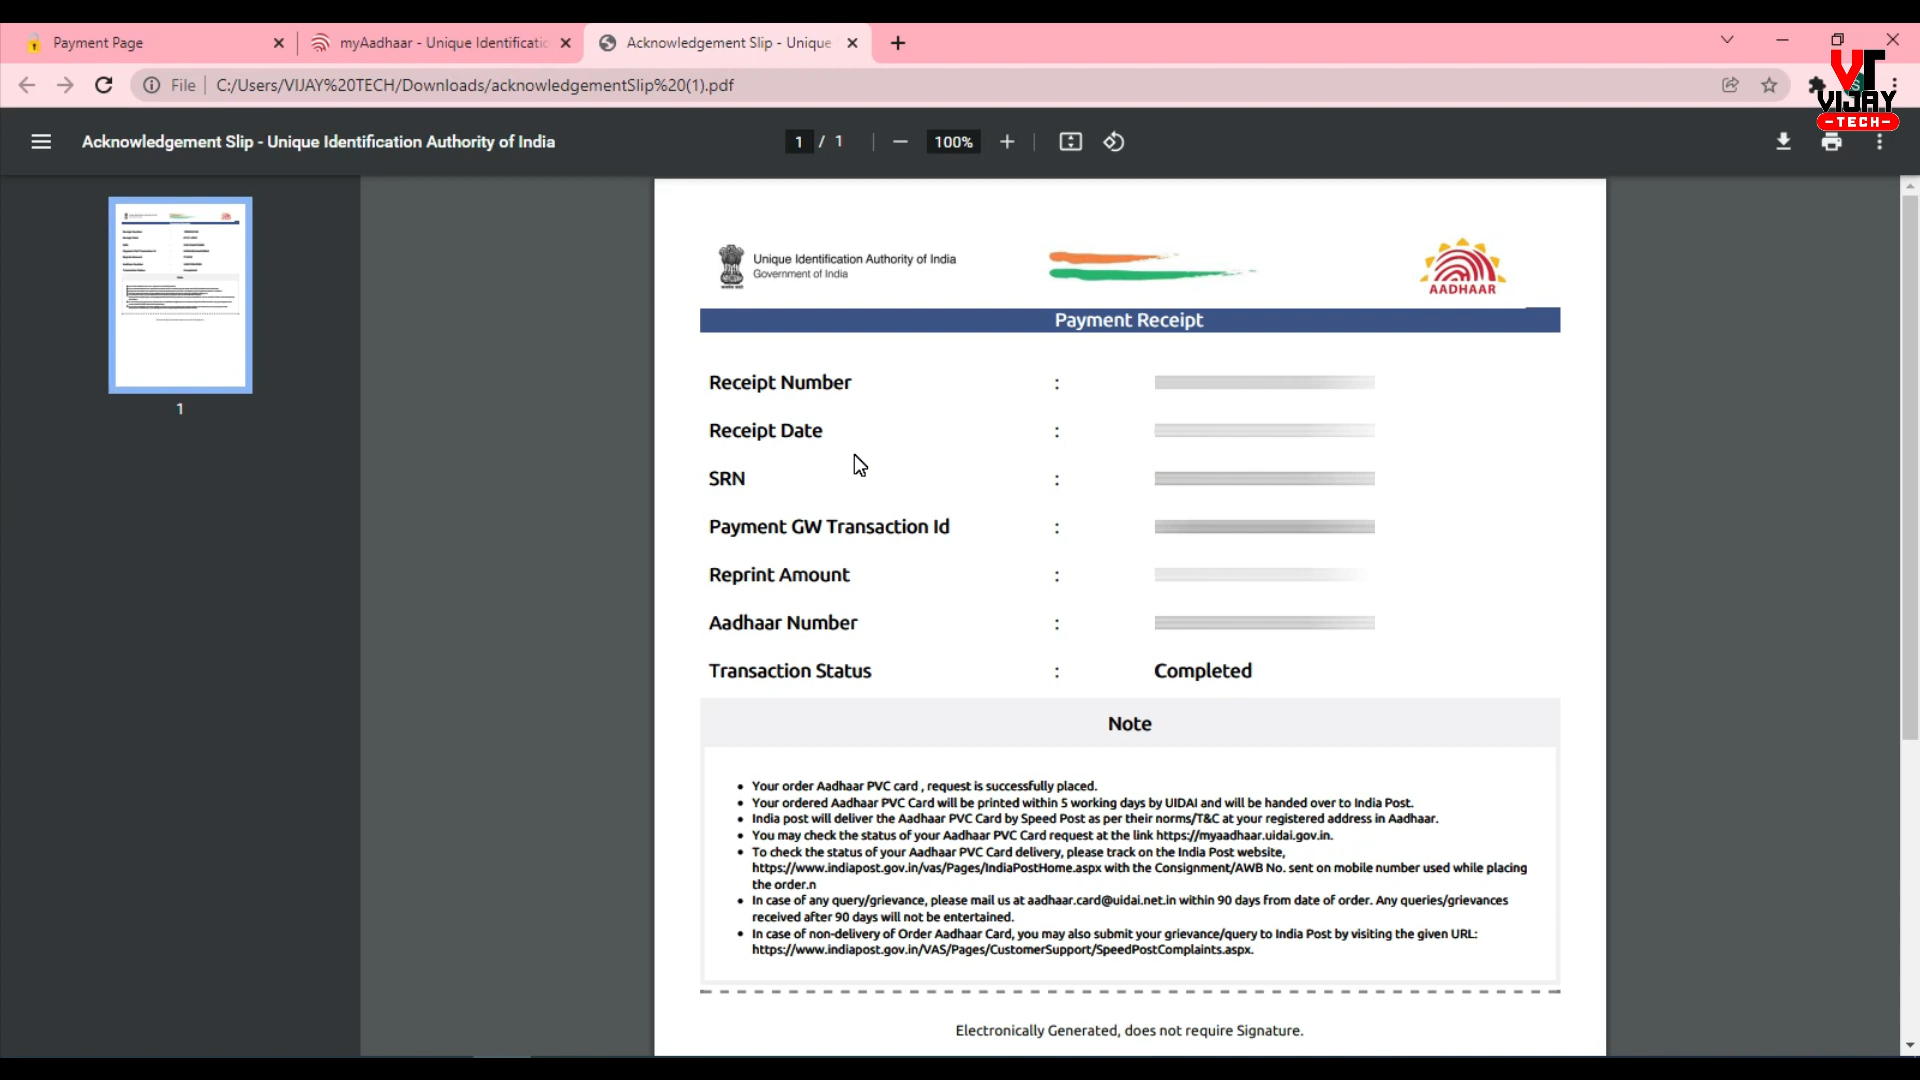 Payment Page
myAadhaar - Unique Identificatic
Acknowledgement Slip - Unique
File
C:/Users/VIJAY%20TECH/Downloads/acknowledgementSlip%20(1).pdf
VT
VIJAY
-TECH-
Acknowledgement Slip - Unique Identification Authority of India
1 / 1
100%
1
Unique Identification Authority of India
Government of India
AADHAAR
Payment Receipt
Receipt Number :
Receipt Date :
SRN :
Payment GW Transaction Id :
Reprint Amount :
Aadhaar Number :
Transaction Status : Completed
Note
• Your order Aadhaar PVC card , request is successfully placed.
• Your ordered Aadhaar PVC Card will be printed within 5 working days by UIDAI and will be handed over to India Post.
• India post will deliver the Aadhaar PVC Card by Speed Post as per their norms/T&C at your registered address in Aadhaar.
• You may check the status of your Aadhaar PVC Card request at the link https://myaadhaar.uidai.gov.in.
• To check the status of your Aadhaar PVC Card delivery, please track on the India Post website,
https://www.indiapost.gov.in/vas/Pages/IndiaPostHome.aspx with the Consignment/AWB No. sent on mobile number used while placing
the order.n
• In case of any query/grievance, please mail us at aadhaar.card@uidai.net.in within 90 days from date of order. Any queries/grievances
received after 90 days will not be entertained.
• In case of non-delivery of Order Aadhaar Card, you may also submit your grievance/query to India Post by visiting the given URL:
https://www.indiapost.gov.in/VAS/Pages/CustomerSupport/SpeedPostComplaints.aspx.
Electronically Generated, does not require Signature.